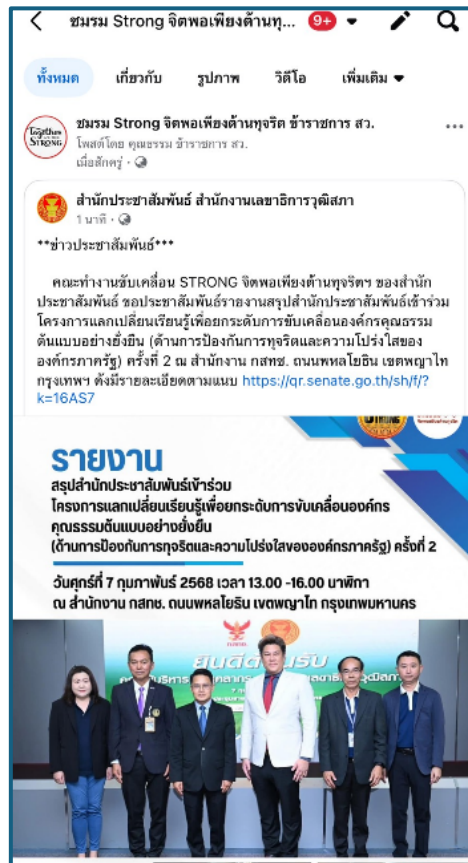 ชมรม Strong จิตพอเพียงต้านทุ... 9+
ทั้งหมด เกี่ยวกับ รูปภาพ วิดีโอ เพิ่มเติม
Together STRONG
ชมรม Strong จิตพอเพียงต้านทุจริต ข้าราชการ สว.
โพสต์โดย คุณธรรม ข้าราชการ สว.
เมื่อสักครู่ ·
สำนักประชาสัมพันธ์ สำนักงานเลขาธิการวุฒิสภา
1 นาที ·
**ข่าวประชาสัมพันธ์***
คณะทำงานขับเคลื่อน STRONG จิตพอเพียงต้านทุจริตฯ ของสำนัก
ประชาสัมพันธ์ ขอประชาสัมพันธ์รายงานสรุปสำนักประชาสัมพันธ์เข้าร่วม
โครงการแลกเปลี่ยนเรียนรู้เพื่อยกระดับการขับเคลื่อนองค์กรคุณธรรม
ต้นแบบอย่างยั่งยืน (ด้านการป้องกันการทุจริตและความโปร่งใสของ
องค์กรภาครัฐ) ครั้งที่ 2 ณ สำนักงาน กสทช. ถนนพหลโยธิน เขตพญาไท
กรุงเทพฯ ดังมีรายละเอียดตามแนบ https://qr.senate.go.th/sh/f/?
k=16AS7
รายงาน
สรุปสำนักประชาสัมพันธ์เข้าร่วม
โครงการแลกเปลี่ยนเรียนรู้เพื่อยกระดับการขับเคลื่อนองค์กร
คุณธรรมต้นแบบอย่างยั่งยืน
(ด้านการป้องกันการทุจริตและความโปร่งใสขององค์กรภาครัฐ) ครั้งที่ 2
วันศุกร์ที่ 7 กุมภาพันธ์ 2568 เวลา 13.00 -16.00 นาฬิกา
ณ สำนักงาน กสทช. ถนนพหลโยธิน เขตพญาไท กรุงเทพมหานคร